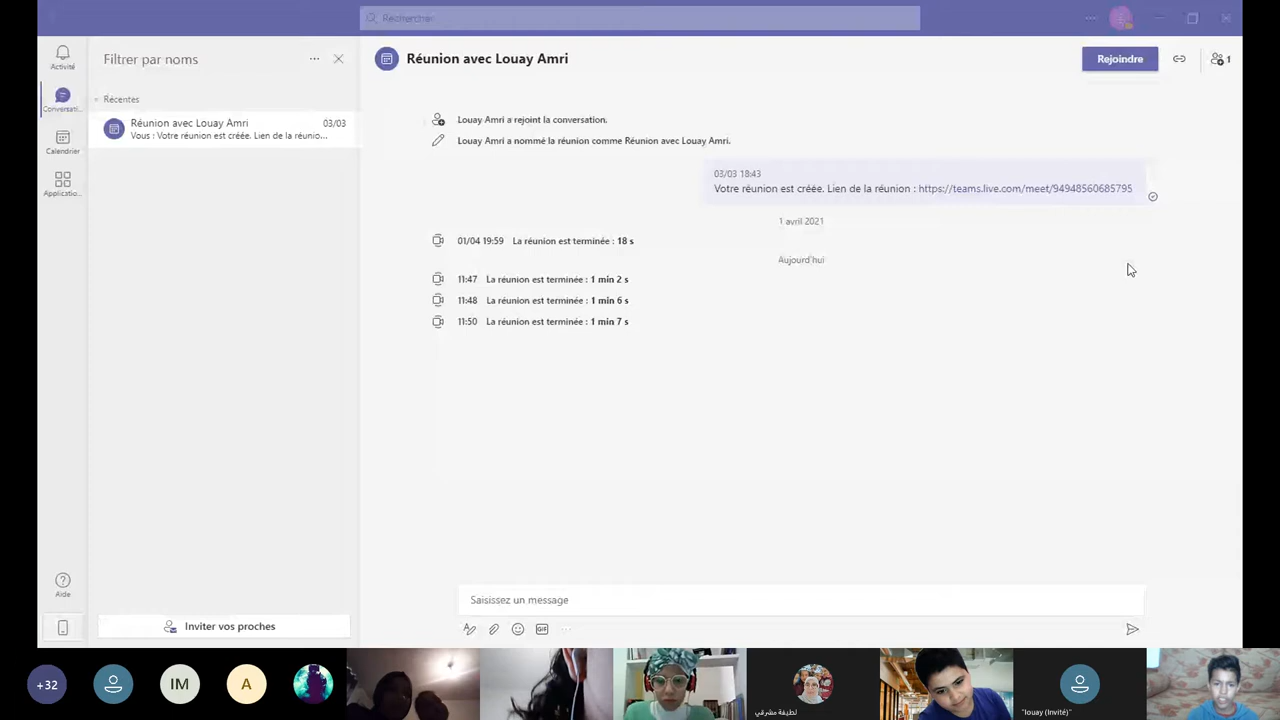 Rechercher
Activité
Conversati...
Calendrier
Applicatio...
Aide
Filtrer par noms
Récentes
Réunion avec Louay Amri 03/03
Vous : Votre réunion est créée. Lien de la réunio...
Inviter vos proches
Réunion avec Louay Amri
Rejoindre
1
Louay Amri a rejoint la conversation.
Louay Amri a nommé la réunion comme Réunion avec Louay Amri.
03/03 18:43
Votre réunion est créée. Lien de la réunion : https://teams.live.com/meet/94948560685795
1 avril 2021
01/04 19:59 La réunion est terminée : 18 s
Aujourd'hui
11:47 La réunion est terminée : 1 min 2 s
11:48 La réunion est terminée : 1 min 6 s
11:50 La réunion est terminée : 1 min 7 s
Saisissez un message
GIF
+32
IM
A
لطيفة مشرقي
"louay (Invité)"